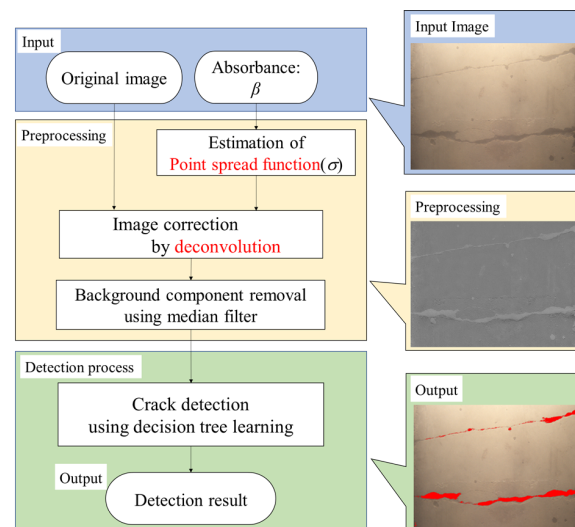 Input
Original image
Absorbance:
β
Preprocessing
Estimation of
Point spread function(σ)
Image correction
by deconvolution
Background component removal
using median filter
Detection process
Crack detection
using decision tree learning
Output
Detection result
Input Image
Preprocessing
Output